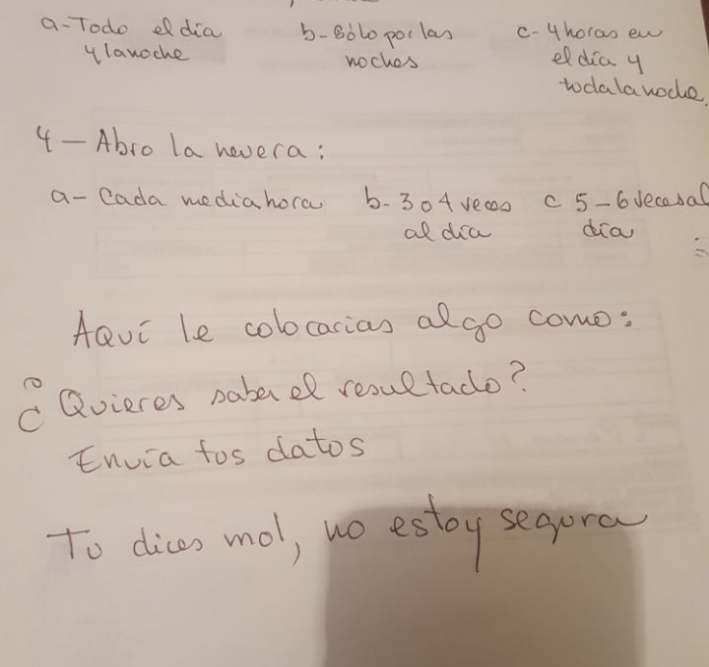 a-Todo el día b- Sólo por las c- 4 horas en
y la noche noches el día y
toda la noche.
4 - Abro la nevera:
a- Cada media hora b- 3 o 4 veces c 5-6 veces al
al día día
Aquí le colocarias algo como:
¿Quieres saber el resultado?
Envía tus datos
Tu dices mol, no estoy segura